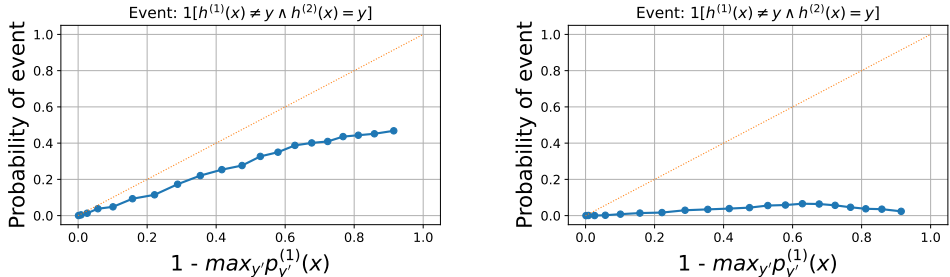 Event: 1[h^{(1)}(x) ≠ y ∧ h^{(2)}(x) = y]
Probability of event
1.0
0.8
0.6
0.4
0.2
0.0
0.0 0.2 0.4 0.6 0.8 1.0
1 - max_{y'} p_{y'}^{(1)}(x)
Event: 1[h^{(1)}(x) ≠ y ∧ h^{(2)}(x) = y]
Probability of event
1.0
0.8
0.6
0.4
0.2
0.0
0.0 0.2 0.4 0.6 0.8 1.0
1 - max_{y'} p_{y'}^{(1)}(x)